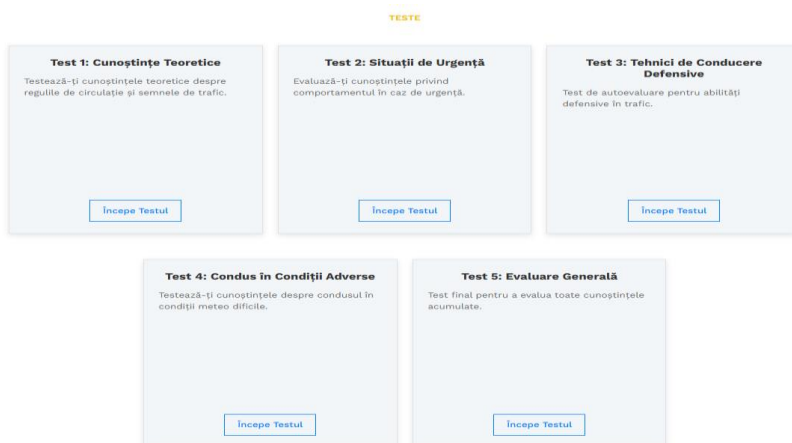 TESTE
Test 1: Cunoștințe Teoretice
Testează-ți cunoștințele teoretice despre
regulile de circulație și semnele de trafic.
Începe Testul
Test 2: Situații de Urgență
Evaluază-ți cunoștințele privind
comportamentul în caz de urgență.
Începe Testul
Test 3: Tehnici de Conducere
Defensive
Test de autoevaluare pentru abilități
defensive în trafic.
Începe Testul
Test 4: Condus în Condiții Adverse
Testează-ți cunoștințele despre condusul în
condiții meteo dificile.
Începe Testul
Test 5: Evaluare Generală
Test final pentru a evalua toate cunoștințele
acumulate.
Începe Testul